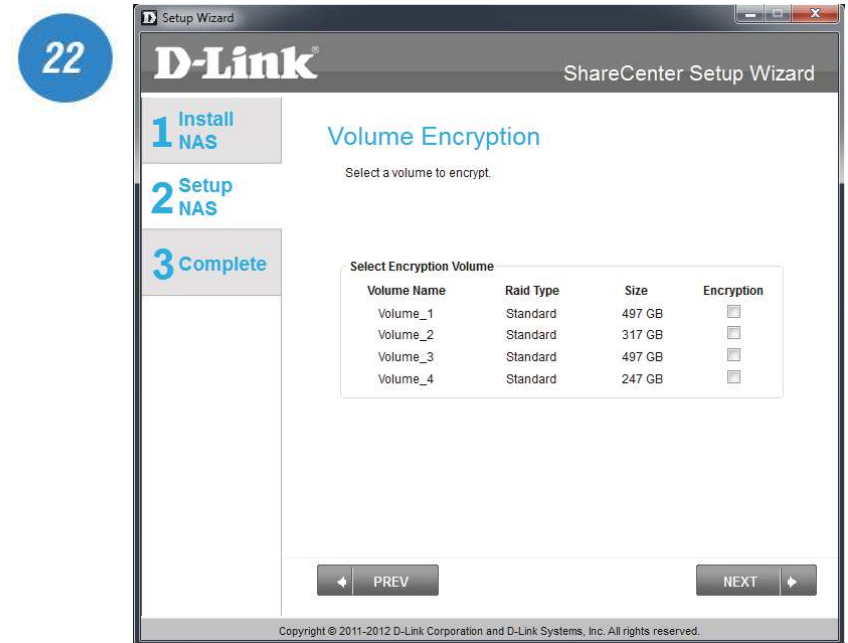 22
Setup Wizard
D-Link®
ShareCenter Setup Wizard
1 Install NAS
2 Setup NAS
3 Complete
Volume Encryption
Select a volume to encrypt.
Select Encryption Volume
Volume Name Raid Type Size Encryption
Volume_1 Standard 497 GB
Volume_2 Standard 317 GB
Volume_3 Standard 497 GB
Volume_4 Standard 247 GB
PREV
NEXT
Copyright © 2011-2012 D-Link Corporation and D-Link Systems, Inc. All rights reserved.